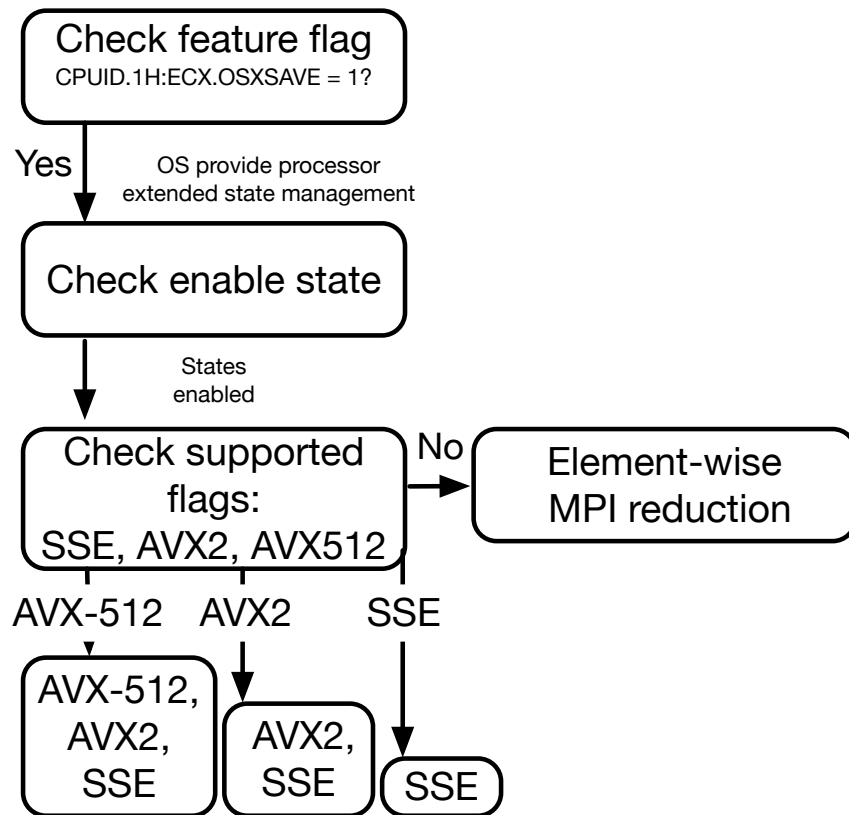 Check feature flag
CPUID.1H:ECX.OSXSAVE = 1?
Yes
OS provide processor
extended state management
Check enable state
States
enabled
Check supported
flags:
SSE, AVX2, AVX512
No
Element-wise
MPI reduction
AVX-512
AVX2
SSE
AVX-512,
AVX2,
SSE
AVX2,
SSE
SSE